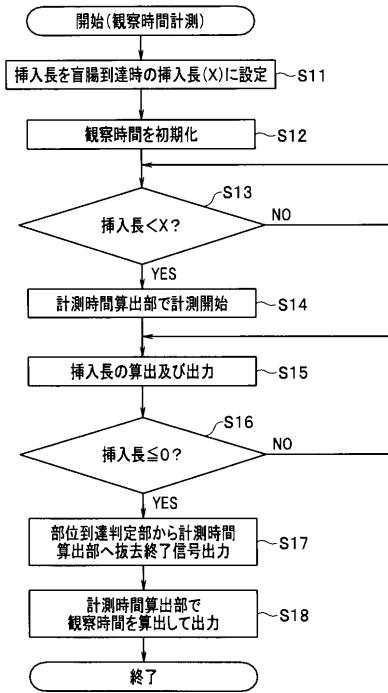 開始(観察時間計測)
挿入長を盲腸到達時の挿入長(X)に設定
S11
観察時間を初期化
S12
S13
挿入長<X?
NO
YES
計測時間算出部で計測開始
S14
挿入長の算出及び出力
S15
S16
挿入長≦0?
NO
YES
部位到達判定部から計測時間
算出部へ抜去終了信号出力
S17
計測時間算出部で
観察時間を算出して出力
S18
終了